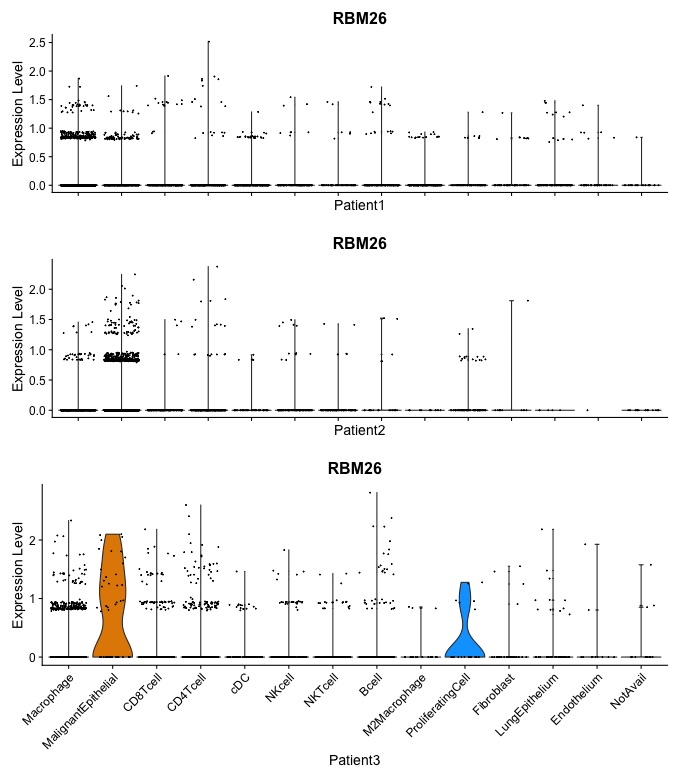 RBM26
Expression Level
2.5
2.0
1.5
1.0
0.5
0.0
Patient1
RBM26
Expression Level
2.0
1.5
1.0
0.5
0.0
Patient2
RBM26
Expression Level
2
1
0
Macrophage
MalignantEpithelial
CD8Tcell
CD4Tcell
cDC
NKcell
NKTcell
Bcell
M2Macrophage
ProliferatingCell
Fibroblast
LungEpithelium
Endothelium
NotAvail
Patient3